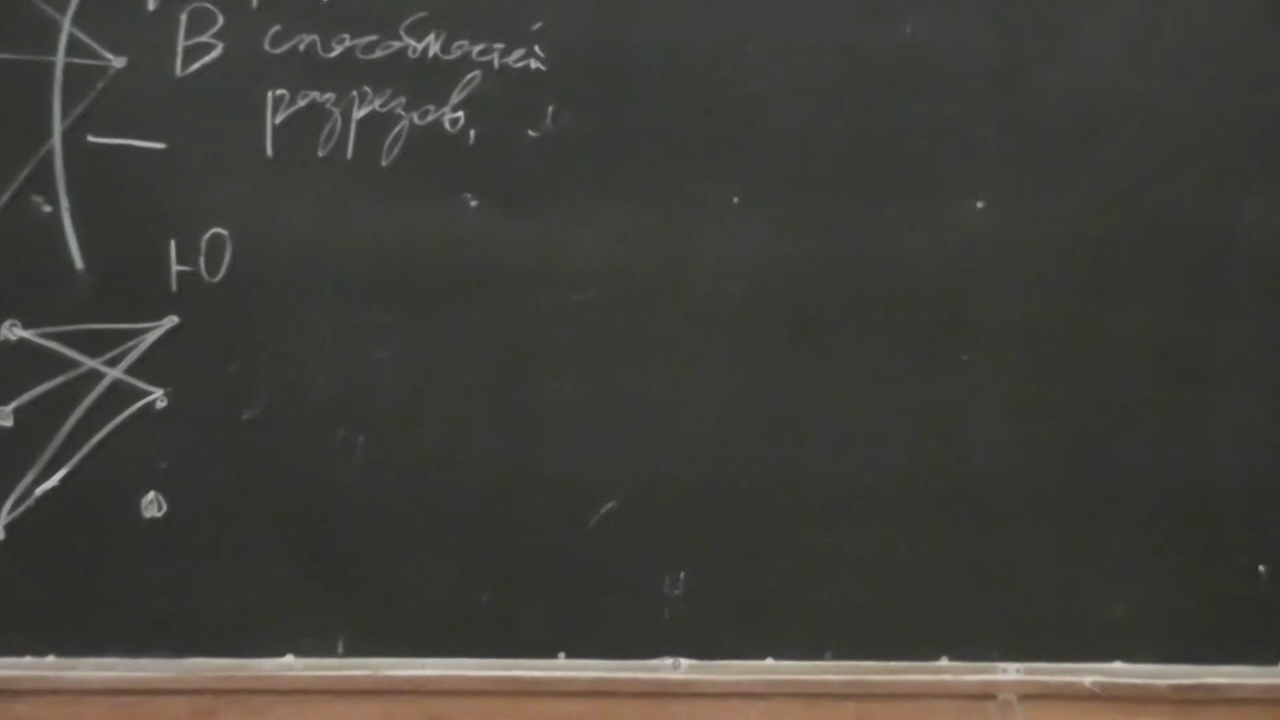 В способностей
разрезов,
Ю